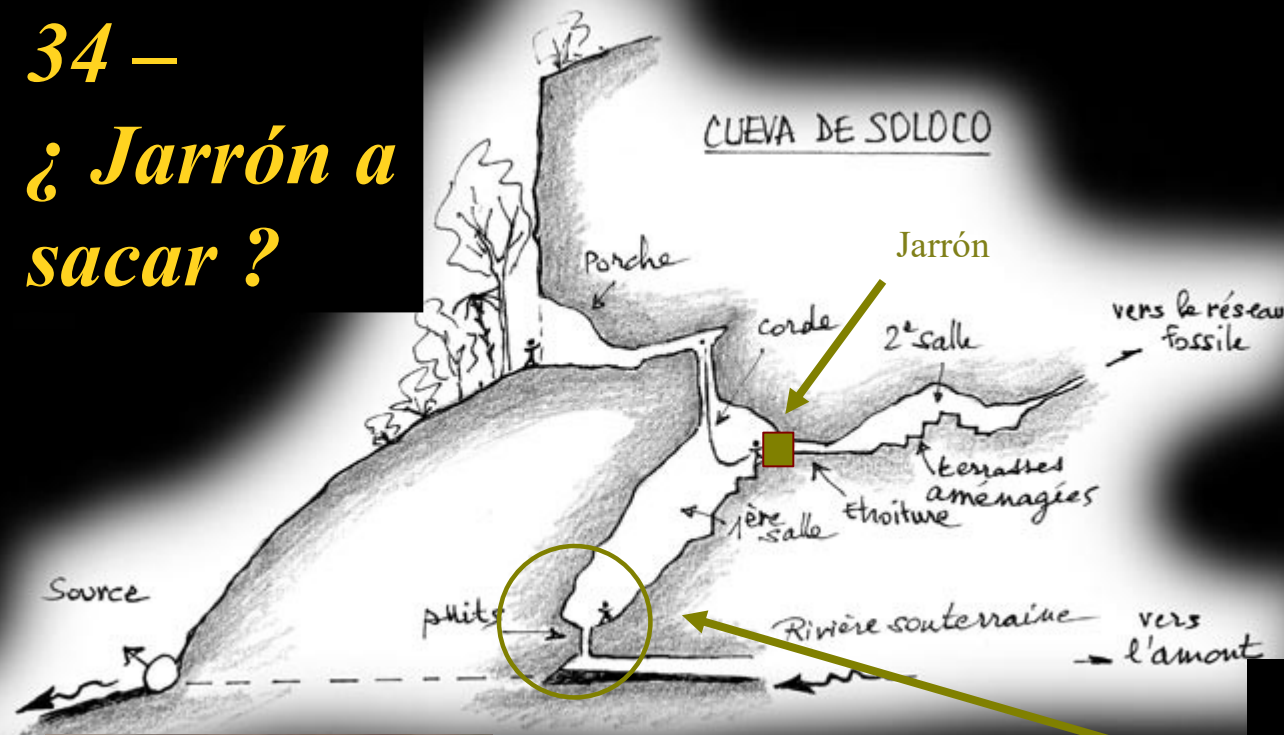 34 –
¿ Jarrón a
sacar ?
CUEVA DE SOLOCO
Jarrón
Porche
corde
2e salle
vers le réseau
fossile
terrasses
aménagées
Etroiture
1ère
salle
Source
puits
Rivière souterraine
vers
l'amont